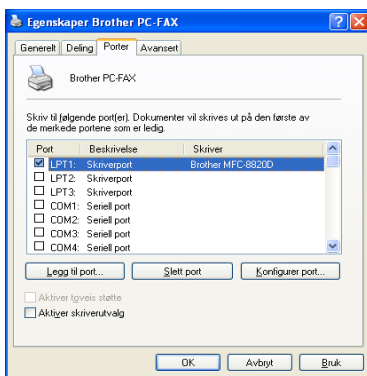 Egenskaper Brother PC-FAX
Generelt Deling Porter Avansert
Brother PC-FAX
Skriv til følgende port(er). Dokumenter vil skrives ut på den første av
de merkede portene som er ledig.
Port Beskrivelse Skriver
LPT1: Skriverport Brother MFC-8820D
LPT2: Skriverport
LPT3: Skriverport
COM1: Seriell port
COM2: Seriell port
COM3: Seriell port
COM4: Seriell port
Legg til port... Slett port Konfigurer port...
Aktiver toveis støtte
Aktiver skriverutvalg
OK Avbryt Bruk